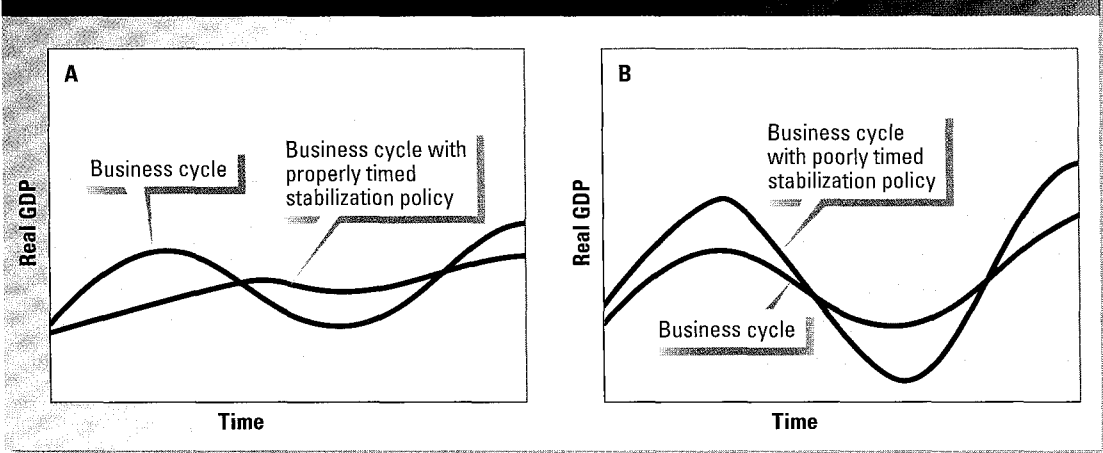 A
Business cycle
Business cycle with
properly timed
stabilization policy
Real GDP
Time
B
Business cycle
with poorly timed
stabilization policy
Business cycle
Real GDP
Time